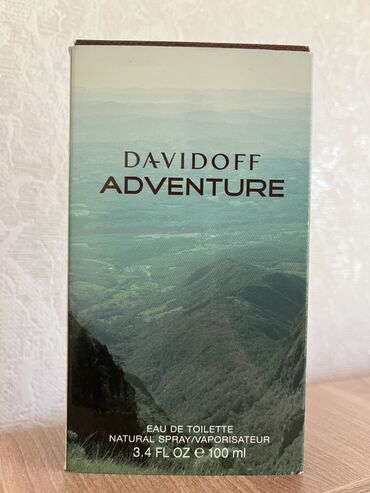 DAVIDOFF
ADVENTURE
EAU DE TOILETTE
NATURAL SPRAY/VAPORISATEUR
3.4 FL OZ ℮ 100 ml